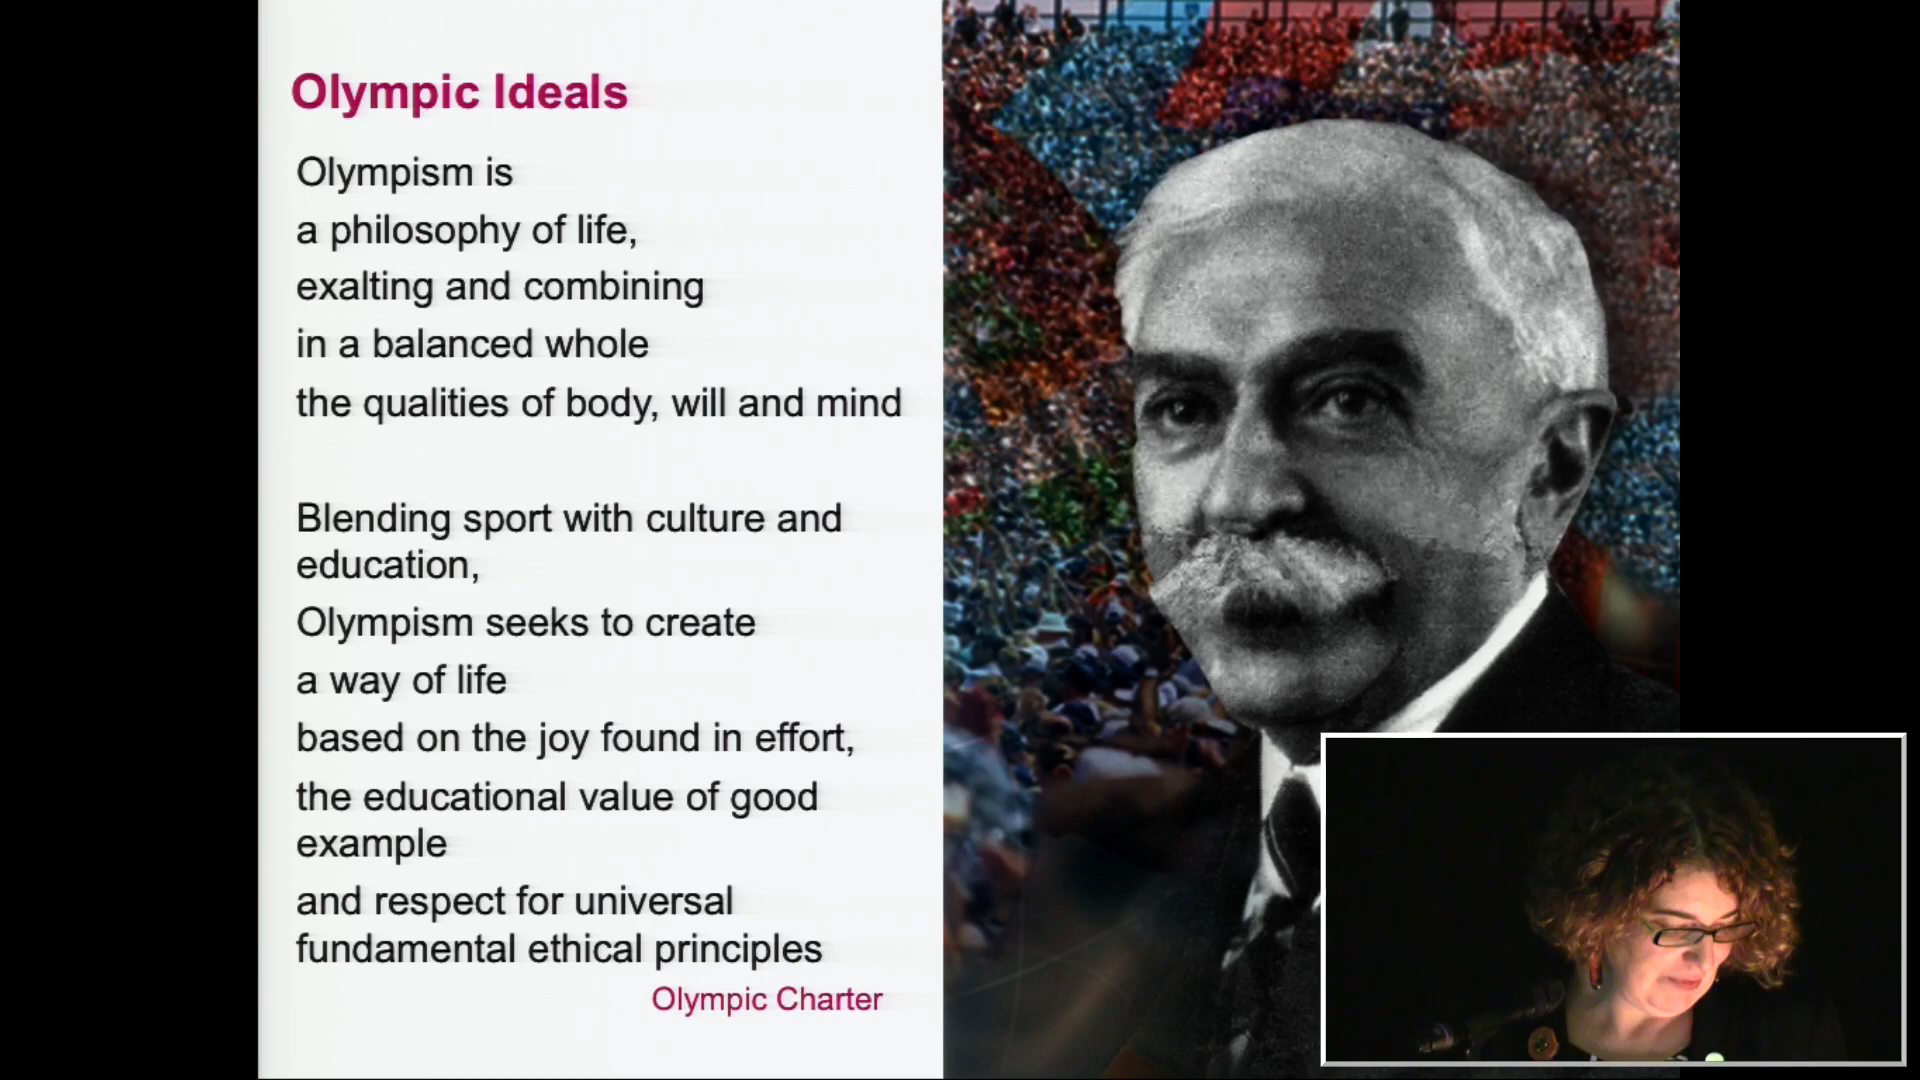 Olympic Ideals
Olympism is
a philosophy of life,
exalting and combining
in a balanced whole
the qualities of body, will and mind
Blending sport with culture and
education,
Olympism seeks to create
a way of life
based on the joy found in effort,
the educational value of good
example
and respect for universal
fundamental ethical principles
Olympic Charter